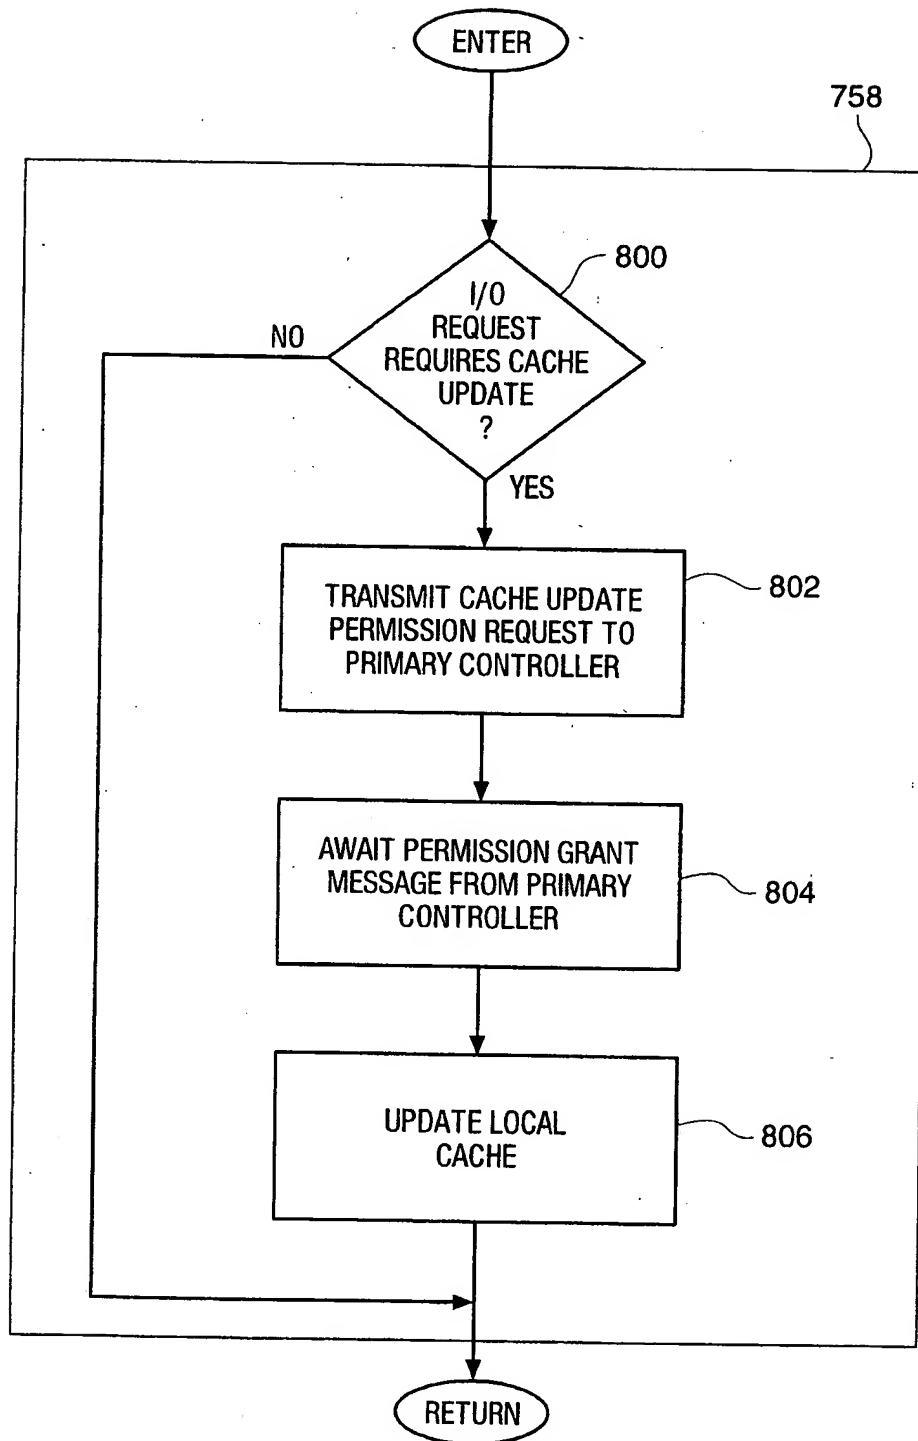 ENTER
758
800
I/O
REQUEST
REQUIRES CACHE
UPDATE
?
NO
YES
802
TRANSMIT CACHE UPDATE
PERMISSION REQUEST TO
PRIMARY CONTROLLER
AWAIT PERMISSION GRANT
MESSAGE FROM PRIMARY
CONTROLLER
804
UPDATE LOCAL
CACHE
806
RETURN